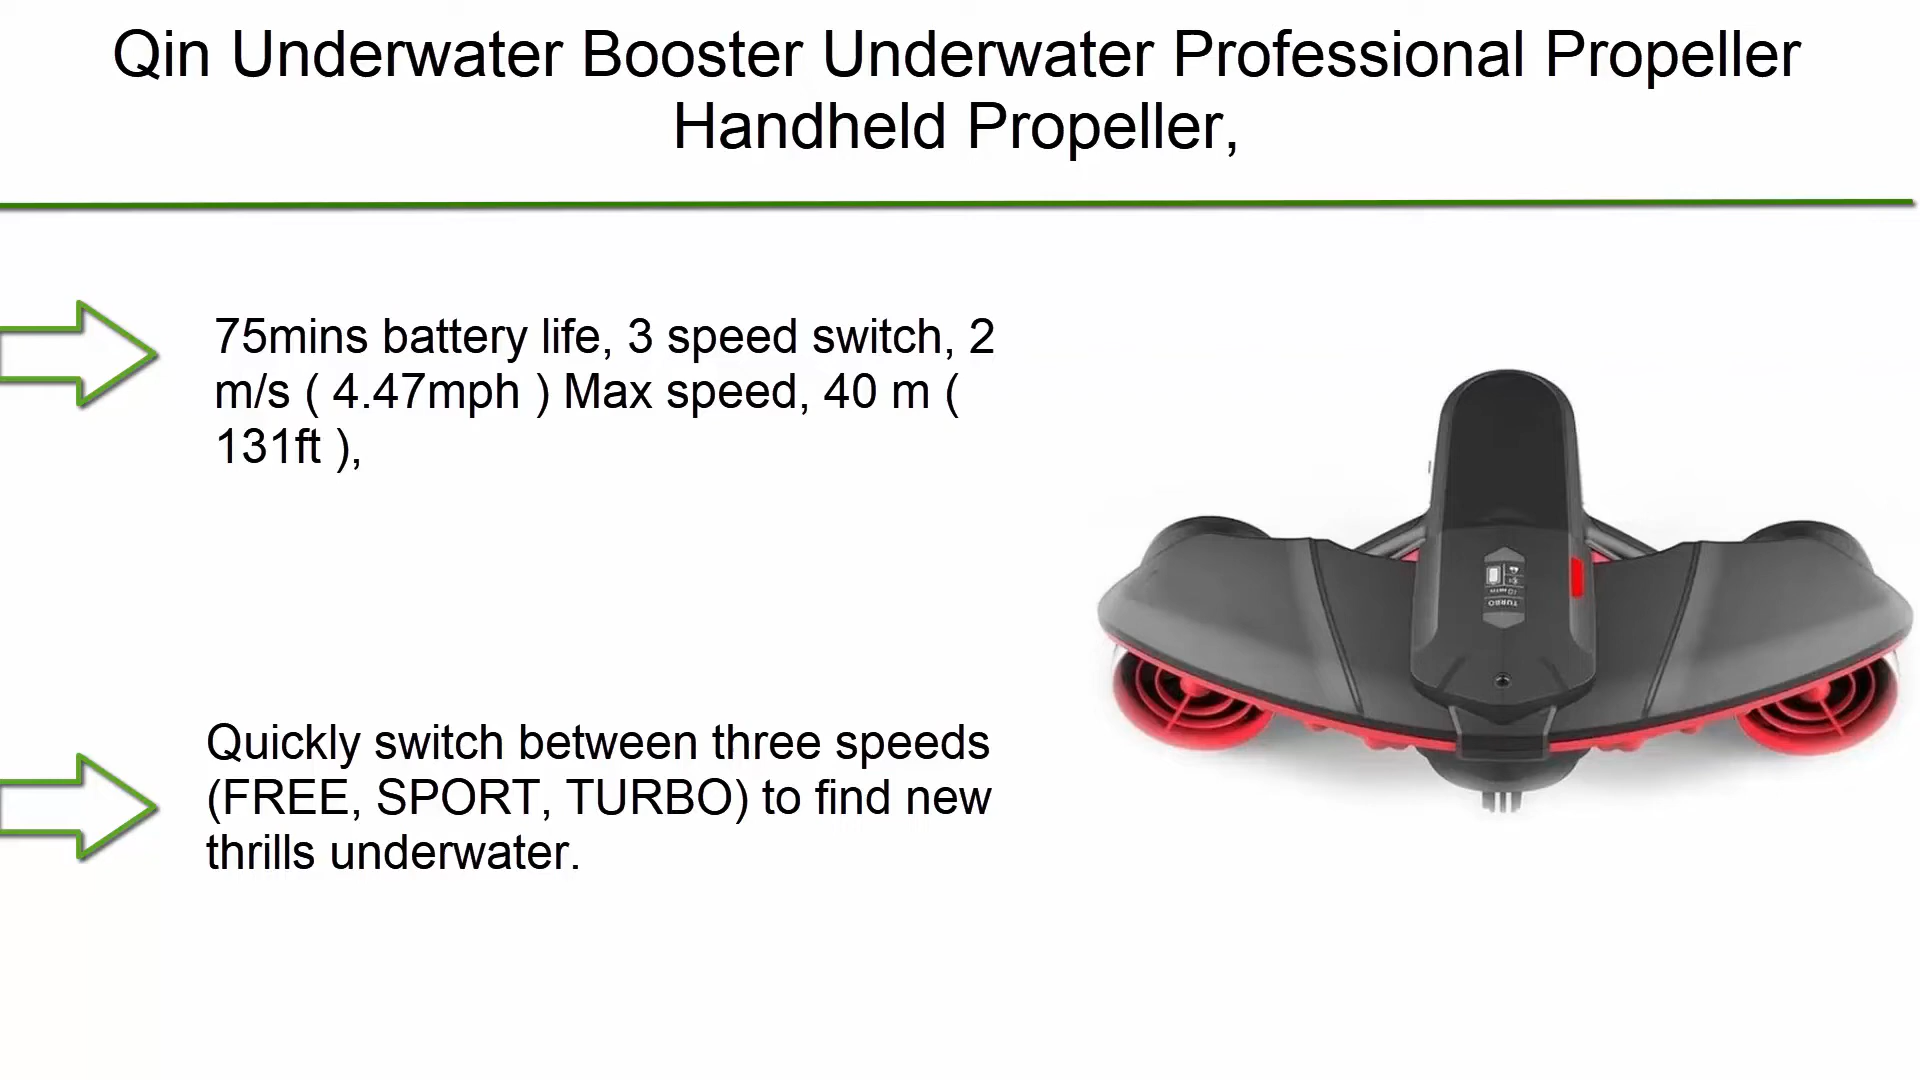 Qin Underwater Booster Underwater Professional Propeller
Handheld Propeller,
75mins battery life, 3 speed switch, 2
m/s ( 4.47mph ) Max speed, 40 m (
131ft ),
TURBO
Quickly switch between three speeds
(FREE, SPORT, TURBO) to find new
thrills underwater.